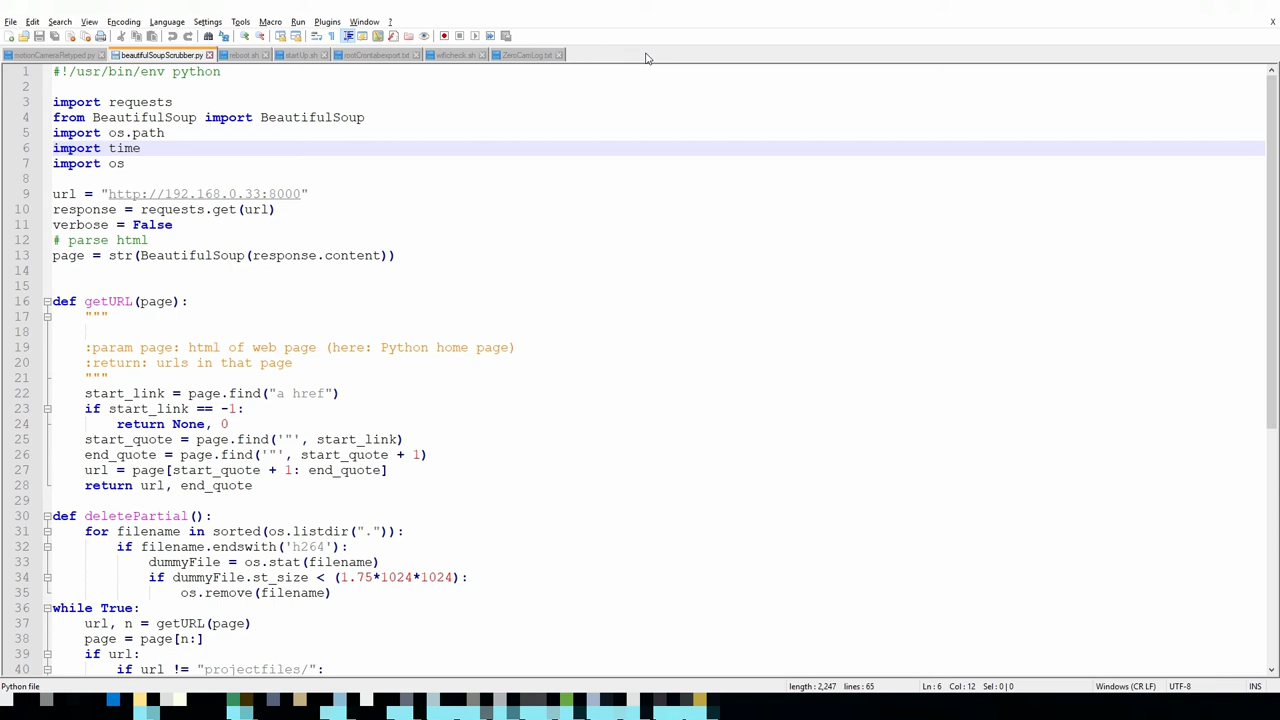 File Edit Search View Encoding Language Settings Tools Macro Run Plugins Window ? X
motionCameraRetyped.py beautifulSoupScrubber.py reboot.sh startUp.sh motCrontabexport.txt wificheck.sh ZeroCamLog.txt
1 #!/usr/bin/env python
2
3 import requests
4 from BeautifulSoup import BeautifulSoup
5 import os.path
6 import time
7 import os
8
9 url = "http://192.168.0.33:8000"
10 response = requests.get(url)
11 verbose = False
12 # parse html
13 page = str(BeautifulSoup(response.content))
14
15
16 def getURL(page):
17 """
18
19 :param page: html of web page (here: Python home page)
20 :return: urls in that page
21 """
22 start_link = page.find("a href")
23 if start_link == -1:
24 return None, 0
25 start_quote = page.find('"', start_link)
26 end_quote = page.find('"', start_quote + 1)
27 url = page[start_quote + 1: end_quote]
28 return url, end_quote
29
30 def deletePartial():
31 for filename in sorted(os.listdir(".")):
32 if filename.endswith('h264'):
33 dummyFile = os.stat(filename)
34 if dummyFile.st_size < (1.75*1024*1024):
35 os.remove(filename)
36 while True:
37 url, n = getURL(page)
38 page = page[n:]
39 if url:
40 if url != "projectfiles/":
Python file length : 2,247 lines : 65 Ln : 6 Col : 12 Sel : 0 | 0 Windows (CR LF) UTF-8 INS